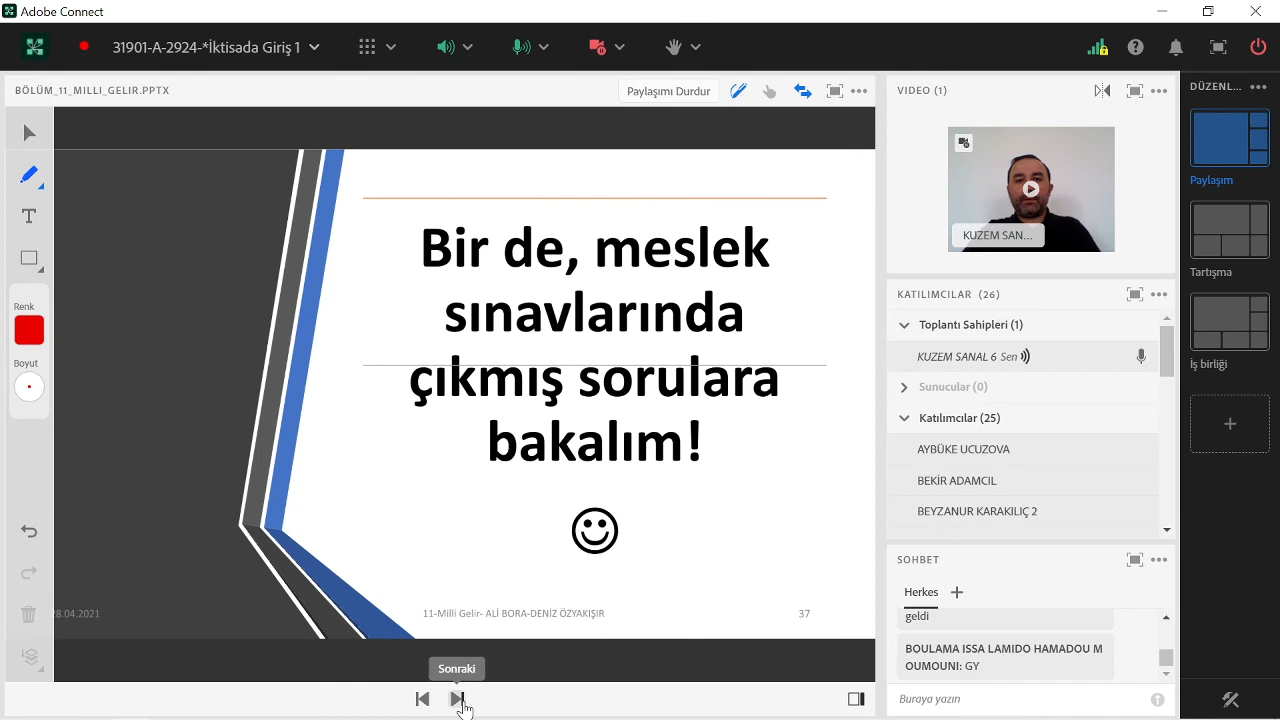 Adobe Connect
31901-A-2924-*İktisada Giriş 1
BÖLÜM_11_MILLI_GELIR.PPTX
Paylaşımı Durdur
Renk
Boyut
Bir de, meslek
sınavlarında
çıkmış sorulara
bakalım!
28.04.2021
11-Milli Gelir- ALİ BORA-DENİZ ÖZYAKIŞIR
37
Sonraki
VIDEO (1)
KUZEM SAN...
KATILIMCILAR (26)
Toplantı Sahipleri (1)
KUZEM SANAL 6 Sen
Sunucular (0)
Katılımcılar (25)
AYBÜKE UCUZOVA
BEKİR ADAMCIL
BEYZANUR KARAKILIÇ 2
SOHBET
Herkes
geldi
BOULAMA ISSA LAMIDO HAMADOU M
OUMOUNI: GY
Buraya yazın
DÜZENL...
Paylaşım
Tartışma
İş birliği